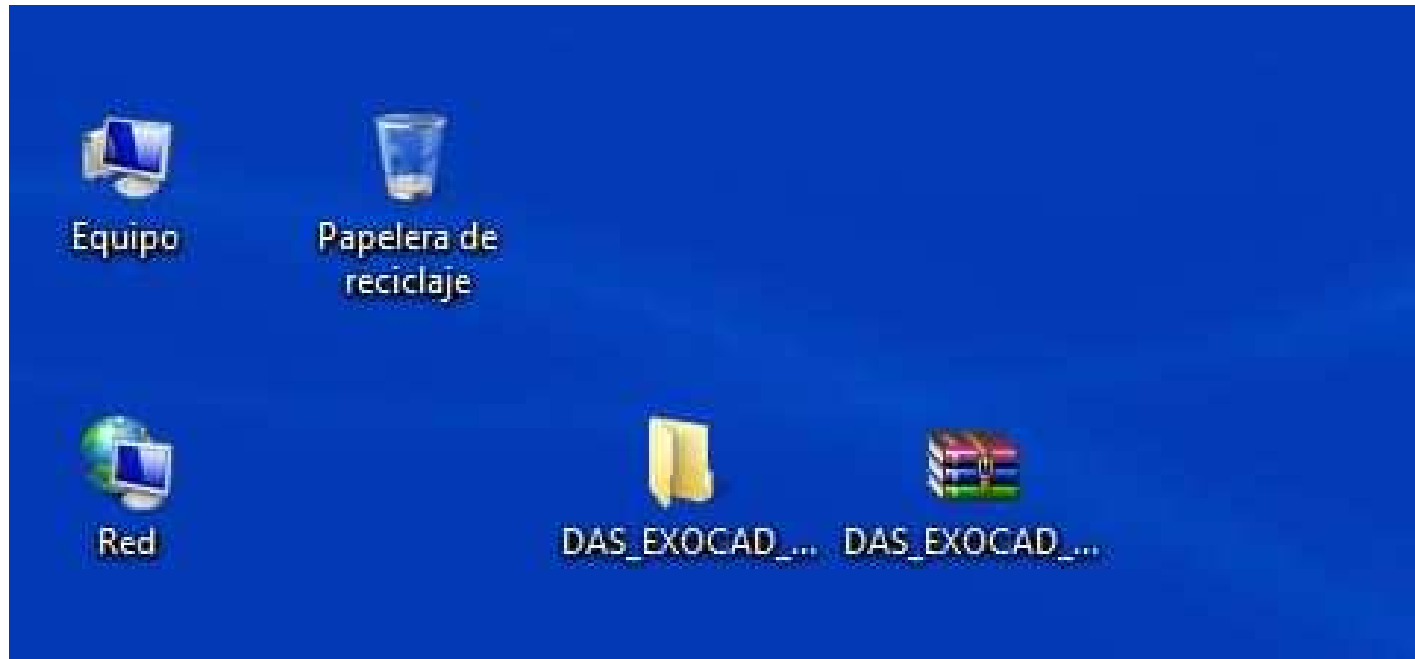 Equipo
Papelera de
reciclaje
Red
DAS_EXOCAD_...
DAS_EXOCAD_...